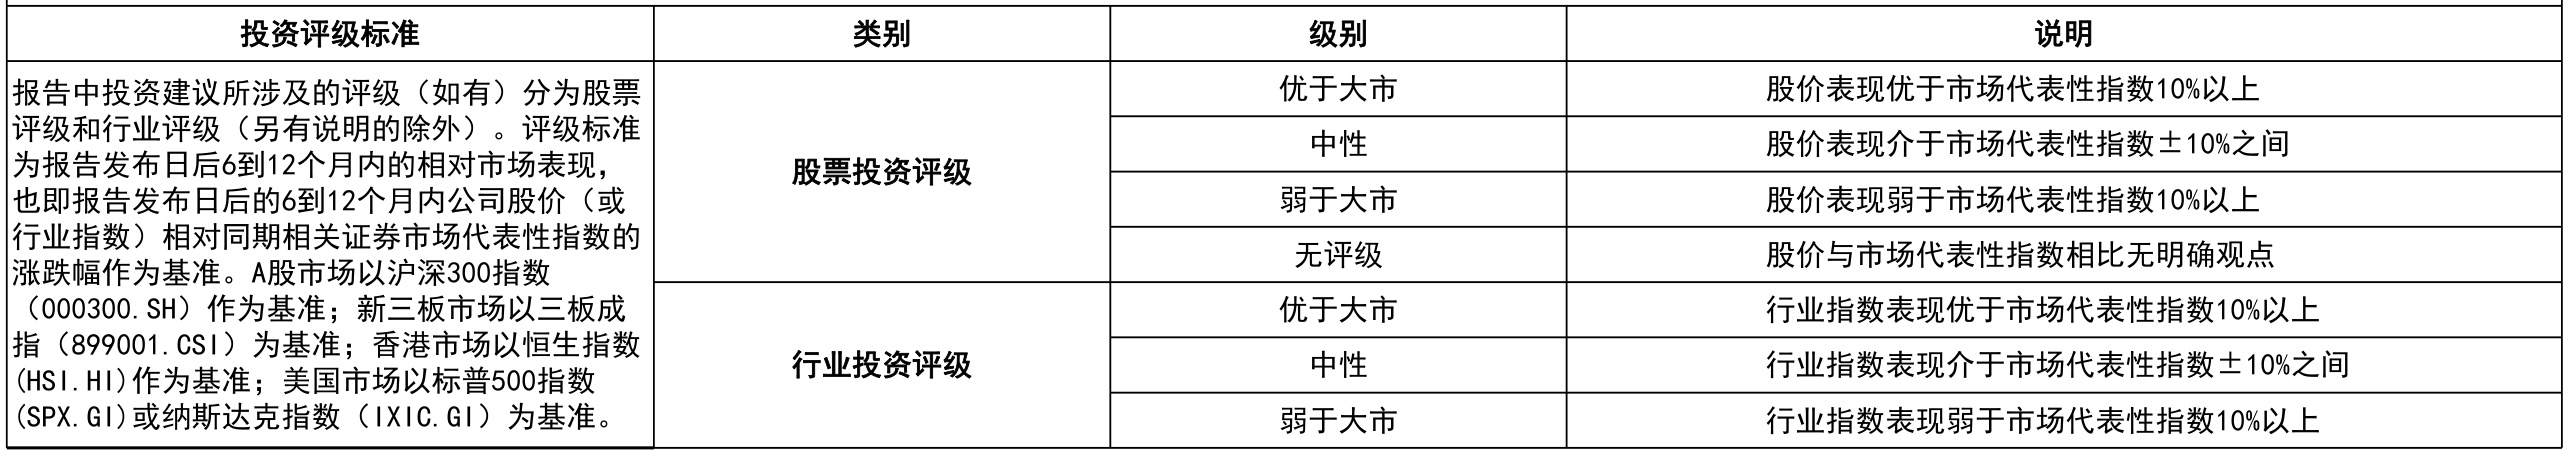 投资评级标准 类别 级别 说明
报告中投资建议所涉及的评级（如有）分为股票
评级和行业评级（另有说明的除外）。评级标准
为报告发布日后6到12个月内的相对市场表现，
也即报告发布日后的6到12个月内公司股价（或
行业指数）相对同期相关证券市场代表性指数的
涨跌幅作为基准。A股市场以沪深300指数
（000300.SH）作为基准；新三板市场以三板成
指（899001.CSI）为基准；香港市场以恒生指数
(HSI.HI)作为基准；美国市场以标普500指数
(SPX.GI)或纳斯达克指数（IXIC.GI）为基准。
股票投资评级
优于大市 股价表现优于市场代表性指数10%以上
中性 股价表现介于市场代表性指数±10%之间
弱于大市 股价表现弱于市场代表性指数10%以上
无评级 股价与市场代表性指数相比无明确观点
行业投资评级
优于大市 行业指数表现优于市场代表性指数10%以上
中性 行业指数表现介于市场代表性指数±10%之间
弱于大市 行业指数表现弱于市场代表性指数10%以上